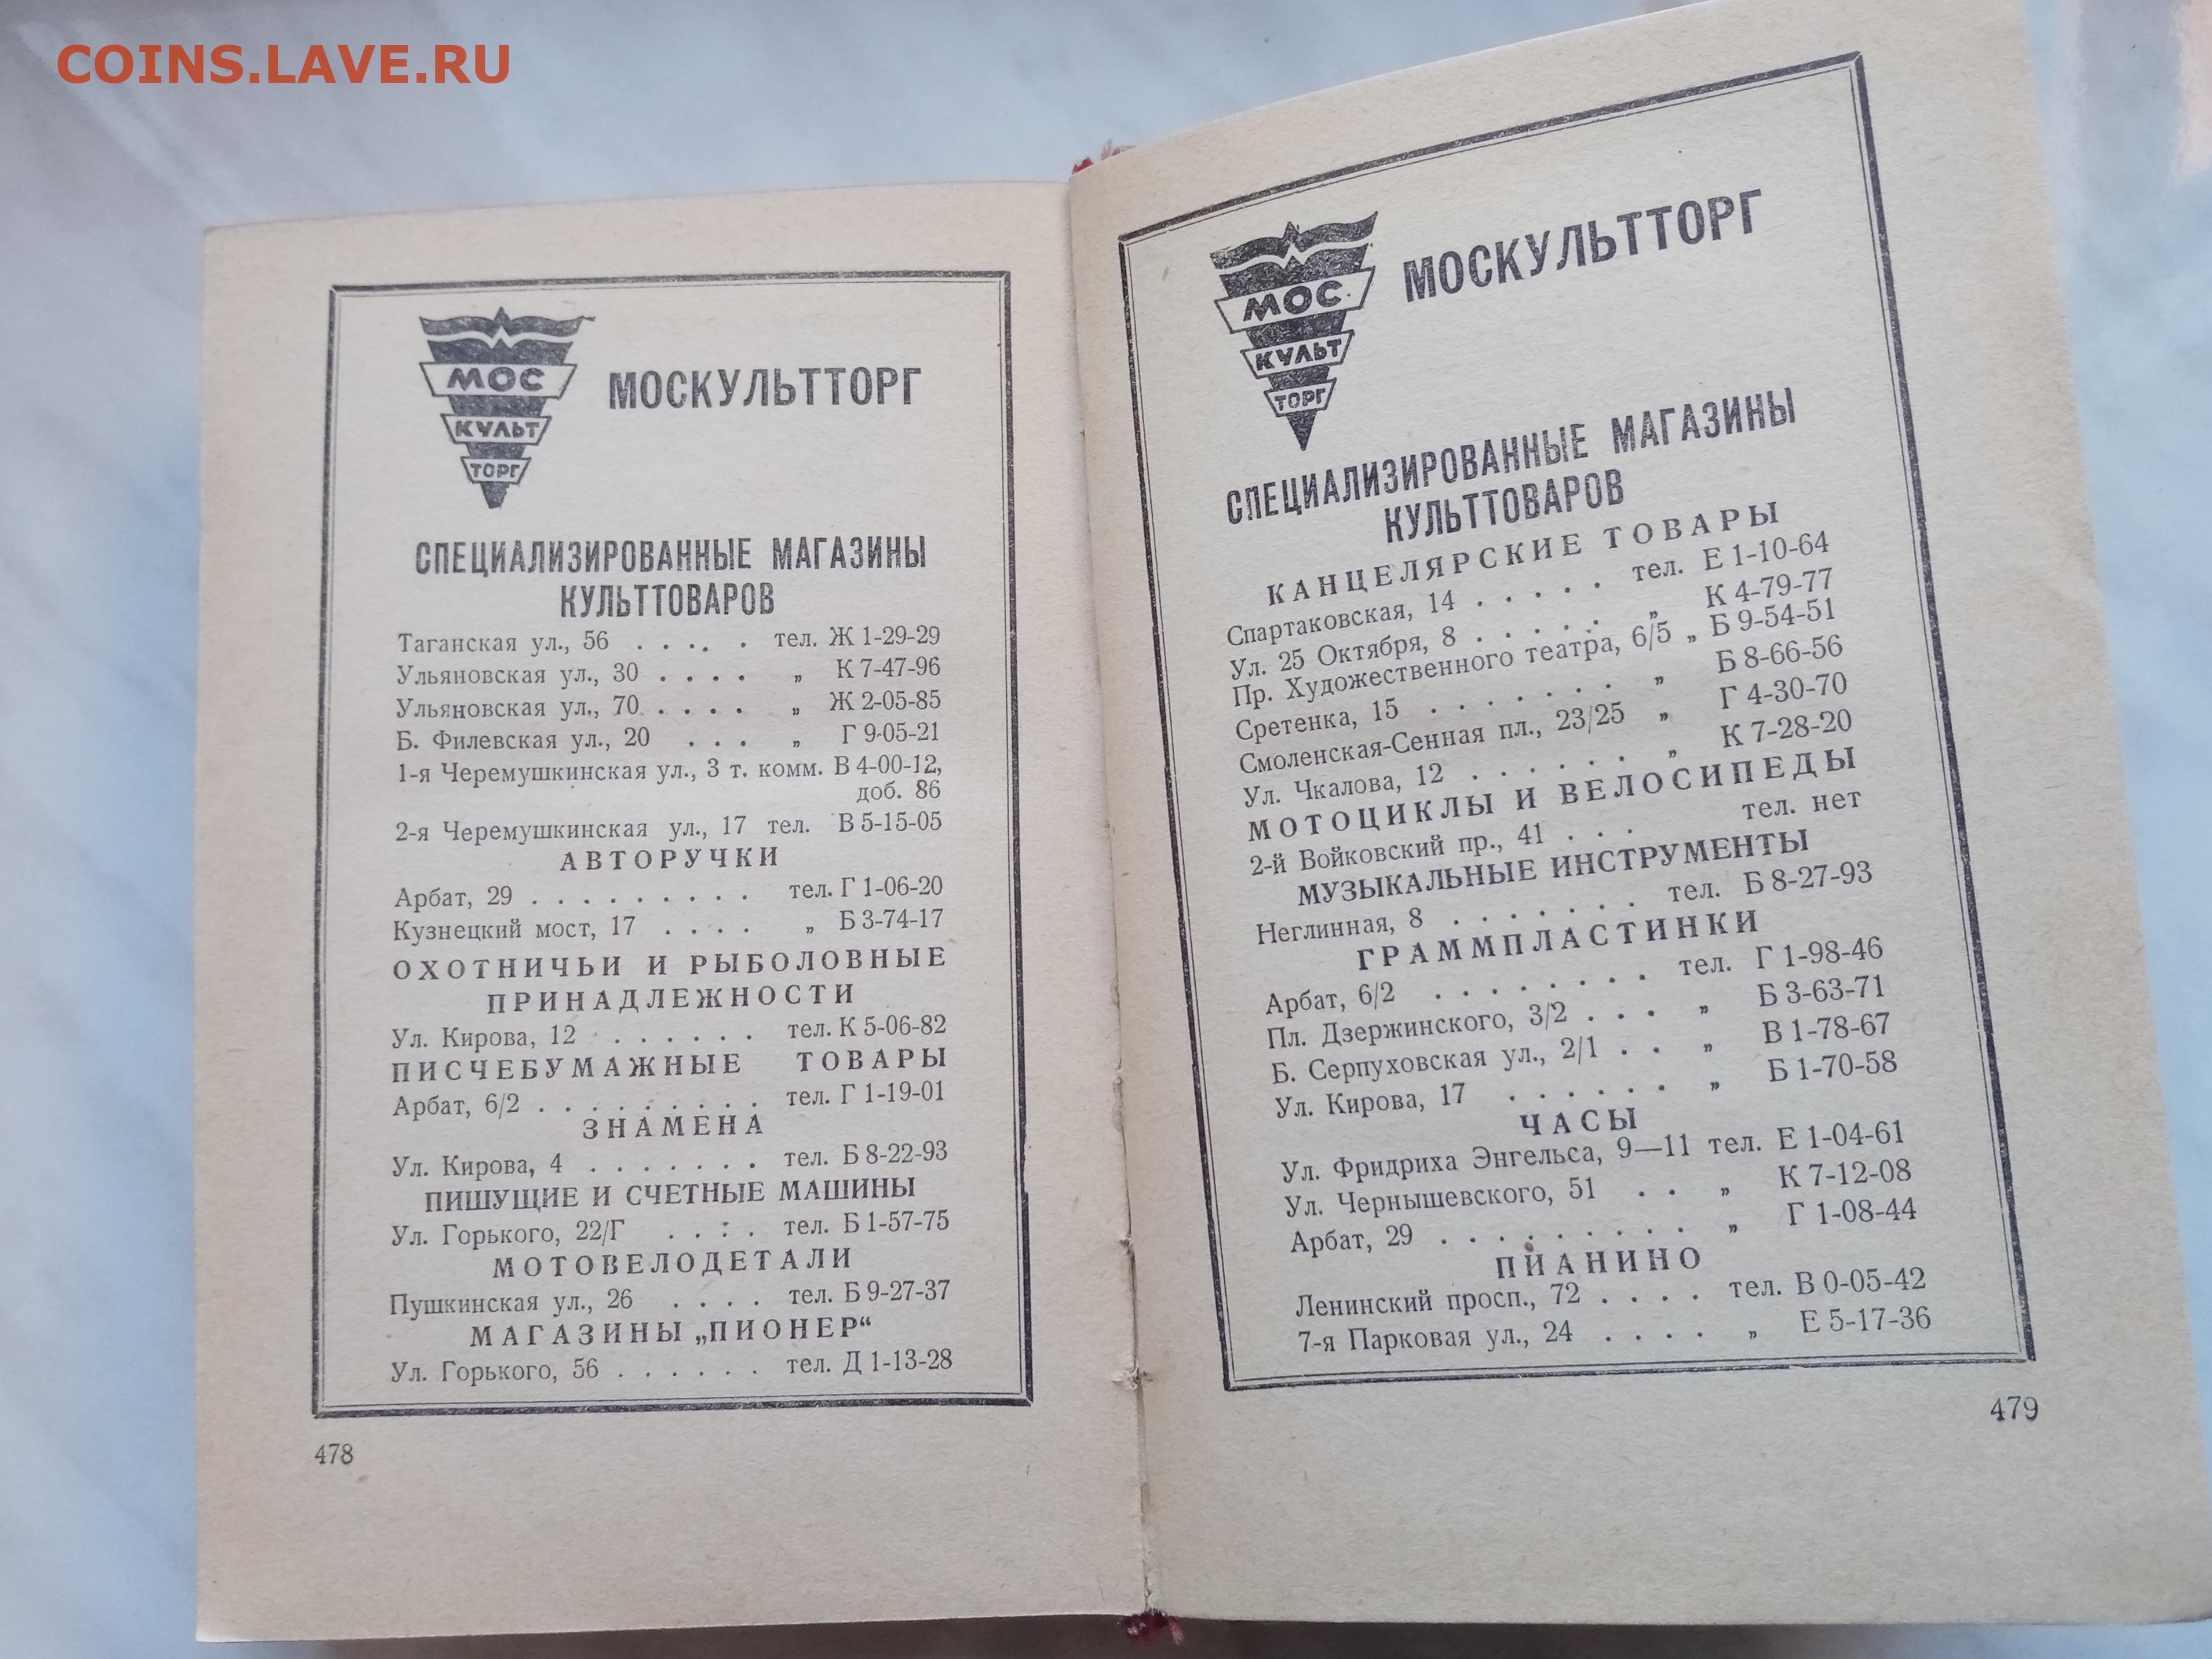 COINS.LAVE.RU
МОС
КУЛЬТ
ТОРГ
МОСКУЛЬТТОРГ
СПЕЦИАЛИЗИРОВАННЫЕ МАГАЗИНЫ
КУЛЬТТОВАРОВ
Таганская ул., 56 . . . . . тел. Ж 1-29-29
Ульяновская ул., 30 . . . . „ К 7-47-96
Ульяновская ул., 70 . . . . „ Ж 2-05-85
Б. Филевская ул., 20 . . . „ Г 9-05-21
1-я Черемушкинская ул., 3 т. комм. В 4-00-12,
доб. 86
2-я Черемушкинская ул., 17 тел. В 5-15-05
АВТОРУЧКИ
Арбат, 29 . . . . . . . . . тел. Г 1-06-20
Кузнецкий мост, 17 . . . . „ Б 3-74-17
ОХОТНИЧЬИ И РЫБОЛОВНЫЕ
ПРИНАДЛЕЖНОСТИ
Ул. Кирова, 12 . . . . . . тел. К 5-06-82
ПИСЧЕБУМАЖНЫЕ ТОВАРЫ
Арбат, 6/2 . . . . . . . . . тел. Г 1-19-01
ЗНАМЕНА
Ул. Кирова, 4 . . . . . . . тел. Б 8-22-93
ПИШУЩИЕ И СЧЕТНЫЕ МАШИНЫ
Ул. Горького, 22/Г . . : . тел. Б 1-57-75
МОТОВЕЛОДЕТАЛИ
Пушкинская ул., 26 . . . . тел. Б 9-27-37
МАГАЗИНЫ „ПИОНЕР“
Ул. Горького, 56 . . . . . . тел. Д 1-13-28
478
МОС
КУЛЬТ
ТОРГ
МОСКУЛЬТТОРГ
СПЕЦИАЛИЗИРОВАННЫЕ МАГАЗИНЫ
КУЛЬТТОВАРОВ
КАНЦЕЛЯРСКИЕ ТОВАРЫ
Спартаковская, 14 . . . . . тел. Е 1-10-64
Ул. 25 Октября, 8 . . . . . „ К 4-79-77
Пр. Художественного театра, 6/5 „ Б 9-54-51
Сретенка, 15 . . . . . . . „ Б 8-66-56
Смоленская-Сенная пл., 23/25 „ Г 4-30-70
Ул. Чкалова, 12 . . . . . . „ К 7-28-20
МОТОЦИКЛЫ И ВЕЛОСИПЕДЫ
2-й Войковский пр., 41 . . . тел. нет
МУЗЫКАЛЬНЫЕ ИНСТРУМЕНТЫ
Неглинная, 8 . . . . . . . тел. Б 8-27-93
ГРАММПЛАСТИНКИ
Арбат, 6/2 . . . . . . . . тел. Г 1-98-46
Пл. Дзержинского, 3/2 . . . „ Б 3-63-71
Б. Серпуховская ул., 2/1 . . „ В 1-78-67
Ул. Кирова, 17 . . . . . . „ Б 1-70-58
ЧАСЫ
Ул. Фридриха Энгельса, 9—11 тел. Е 1-04-61
Ул. Чернышевского, 51 . . „ К 7-12-08
Арбат, 29 . . . . . . . . . „ Г 1-08-44
ПИАНИНО
Ленинский просп., 72 . . . . тел. В 0-05-42
7-я Парковая ул., 24 . . . . „ Е 5-17-36
479